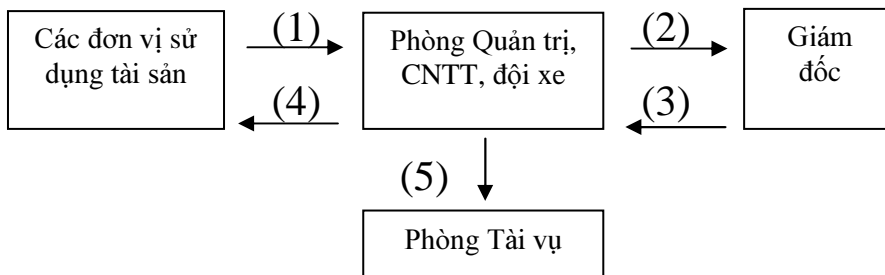 Các đơn vị sử
dụng tài sản
(1)
(4)
Phòng Quản trị,
CNTT, đội xe
(2)
(3)
Giám
đốc
(5)
Phòng Tài vụ